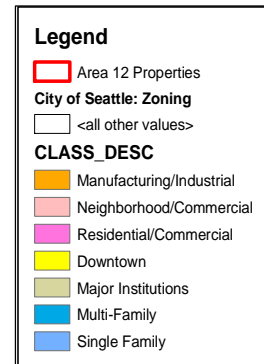 Legend
Area 12 Properties
City of Seattle: Zoning
<all other values>
CLASS_DESC
Manufacturing/Industrial
Neighborhood/Commercial
Residential/Commercial
Downtown
Major Institutions
Multi-Family
Single Family